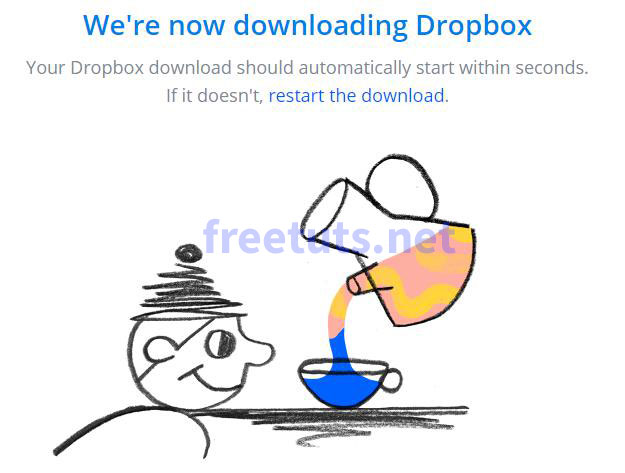 We're now downloading Dropbox
Your Dropbox download should automatically start within seconds.
If it doesn't, restart the download.
freetuts.net